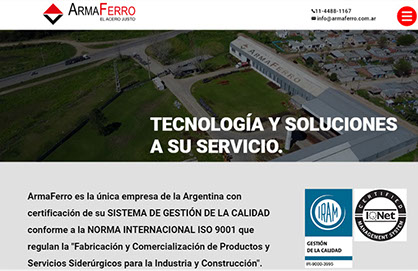 ARMAFERRO
EL ACERO JUSTO
11-4488-1167
info@armaferro.com.ar
TECNOLOGÍA Y SOLUCIONES
A SU SERVICIO.
ArmaFerro es la única empresa de la Argentina con
certificación de su SISTEMA DE GESTIÓN DE LA CALIDAD
conforme a la NORMA INTERNACIONAL ISO 9001 que
regulan la "Fabricación y Comercialización de Productos y
Servicios Siderúrgicos para la Industria y Construcción".
IRAM
GESTIÓN
DE LA CALIDAD
CERTIFIED
IQNet
MANAGEMENT SYSTEM